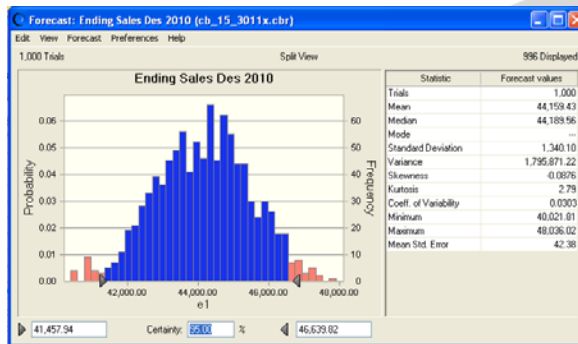 Forecast: Ending Sales Des 2010 (cb_15_3011x.cbr)
Edit View Forecast Preferences Help
1,000 Trials Split View 996 Displayed
Ending Sales Des 2010
Probability
0.06
0.05
0.04
0.03
0.02
0.01
0.00
Frequency
60
50
40
30
20
10
0
42,000.00 44,000.00 46,000.00 48,000.00
e1
Statistic Forecast values
Trials 1,000
Mean 44,159.43
Median 44,189.56
Mode ---
Standard Deviation 1,340.10
Variance 1,795,871.22
Skewness -0.0876
Kurtosis 2.79
Coeff. of Variability 0.0303
Minimum 40,021.81
Maximum 48,036.02
Mean Std. Error 42.38
41,457.94 Certainty: 95.00 % 46,639.82